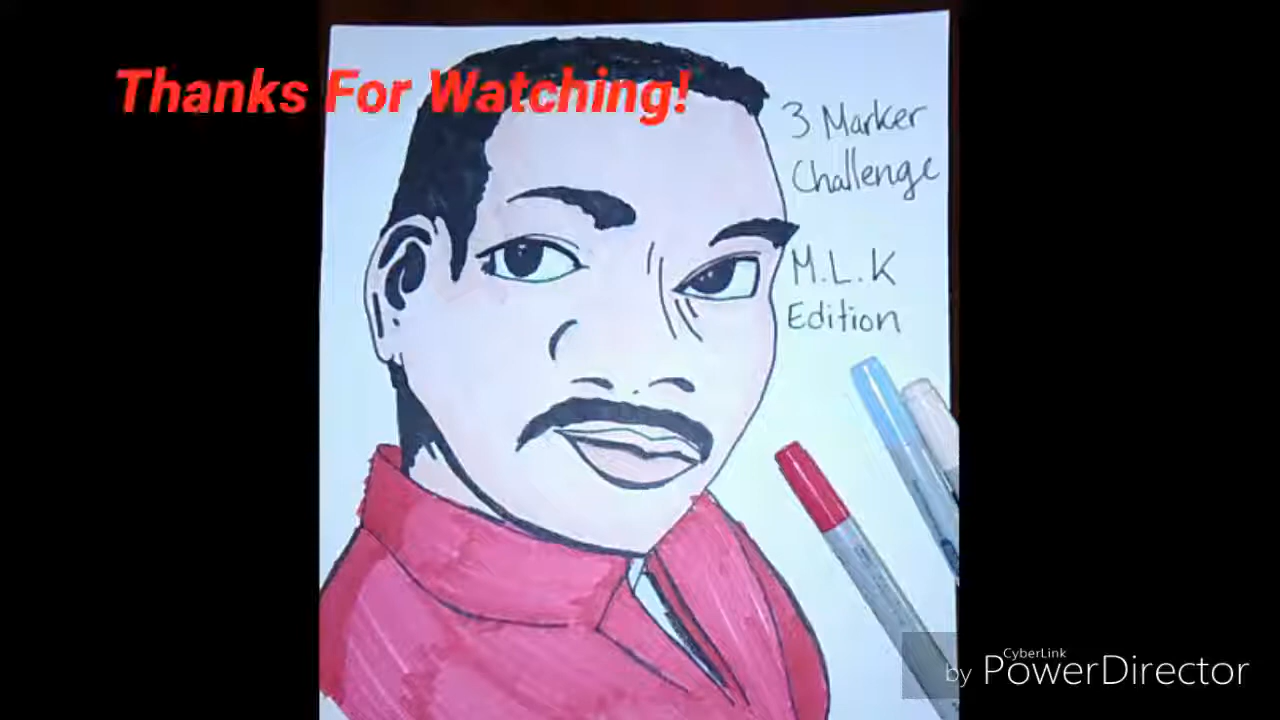 Thanks For Watching!
3 Marker
Challenge
M.L.K
Edition
CyberLink
by PowerDirector